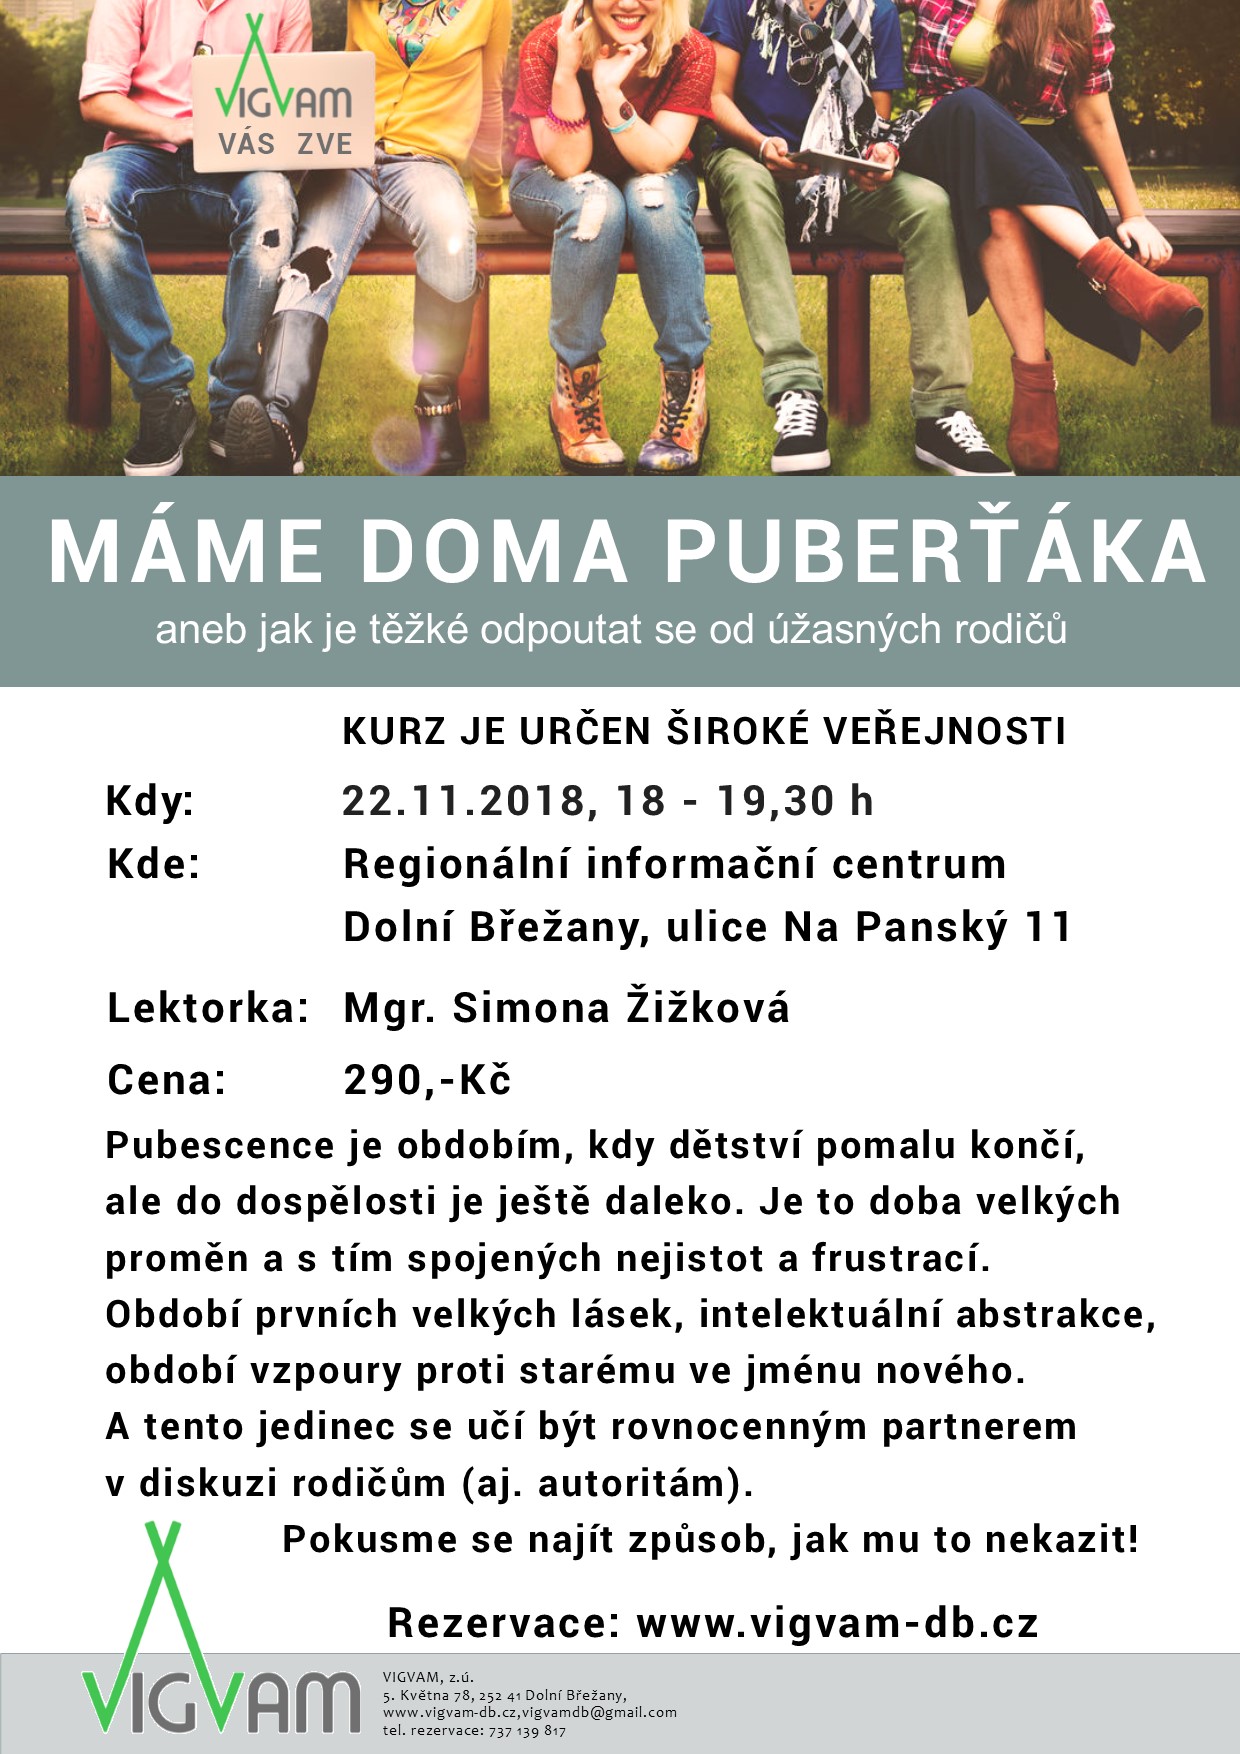 VIGVAM
VÁS ZVE
MÁME DOMA PUBERŤÁKA
aneb jak je těžké odpoutat se od úžasných rodičů
KURZ JE URČEN ŠIROKÉ VEŘEJNOSTI
Kdy: 22.11.2018, 18 - 19,30 h
Kde: Regionální informační centrum
Dolní Břežany, ulice Na Panský 11
Lektorka: Mgr. Simona Žižková
Cena: 290,-Kč
Pubescence je obdobím, kdy dětství pomalu končí,
ale do dospělosti je ještě daleko. Je to doba velkých
proměn a s tím spojených nejistot a frustrací.
Období prvních velkých lásek, intelektuální abstrakce,
období vzpoury proti starému ve jménu nového.
A tento jedinec se učí být rovnocenným partnerem
v diskuzi rodičům (aj. autoritám).
Pokusme se najít způsob, jak mu to nekazit!
Rezervace: www.vigvam-db.cz
VIGVAM
VIGVAM, z.ú.
5. Května 78, 252 41 Dolní Břežany,
www.vigvam-db.cz,vigvamdb@gmail.com
tel. rezervace: 737 139 817